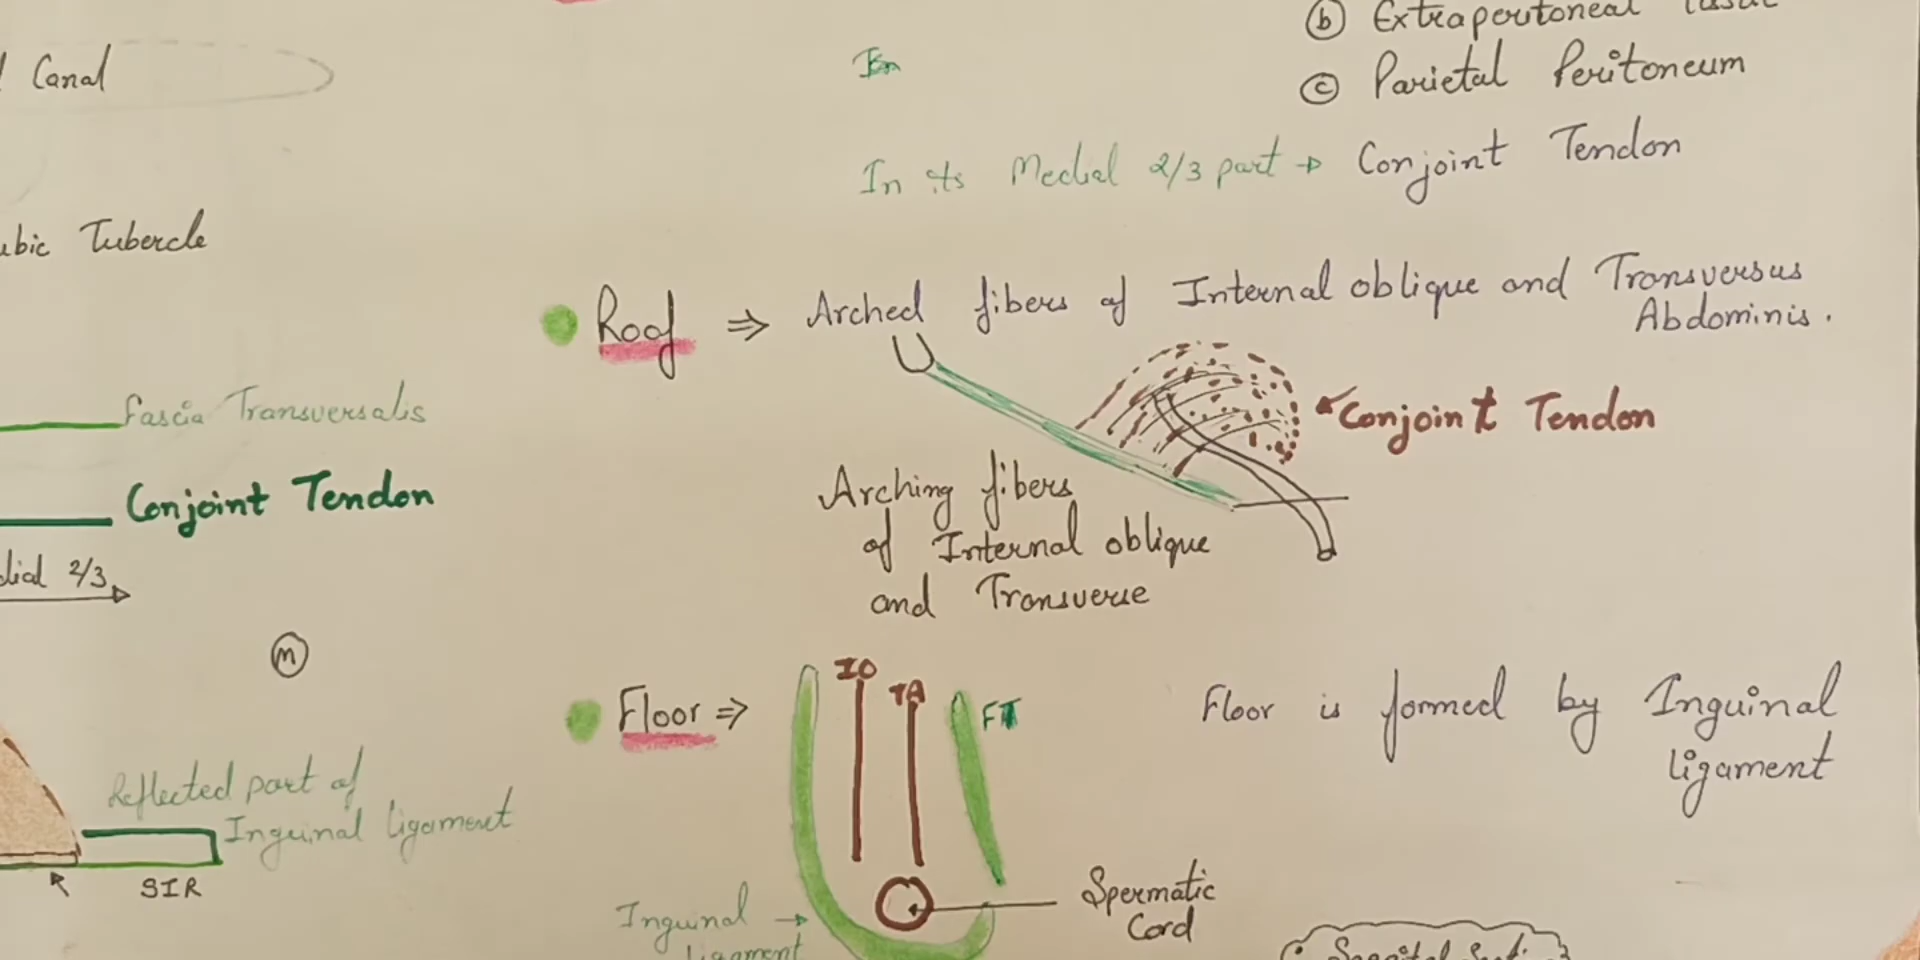 Canal
Tubercle
Fascia Transversalis
Conjoint Tendon
2/3
M
Reflected part of
Inguinal ligament
SIR
b Extraperitoneal
c Parietal Peritoneum
In its Medial 2/3 part → Conjoint Tendon
Roof ⇒ Arched fibers of Internal oblique and Transversus
Abdominis.
Conjoint Tendon
Arching fibers
of Internal oblique
and Transverse
Floor ⇒
IO
TA
FT
Floor is formed by Inguinal
ligament
Spermatic
Cord
Inguinal →
ligament